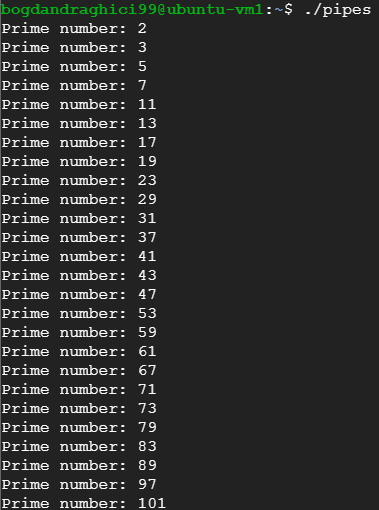 bogdandraghici99@ubuntu-vm1:~$ ./pipes
Prime number: 2
Prime number: 3
Prime number: 5
Prime number: 7
Prime number: 11
Prime number: 13
Prime number: 17
Prime number: 19
Prime number: 23
Prime number: 29
Prime number: 31
Prime number: 37
Prime number: 41
Prime number: 43
Prime number: 47
Prime number: 53
Prime number: 59
Prime number: 61
Prime number: 67
Prime number: 71
Prime number: 73
Prime number: 79
Prime number: 83
Prime number: 89
Prime number: 97
Prime number: 101